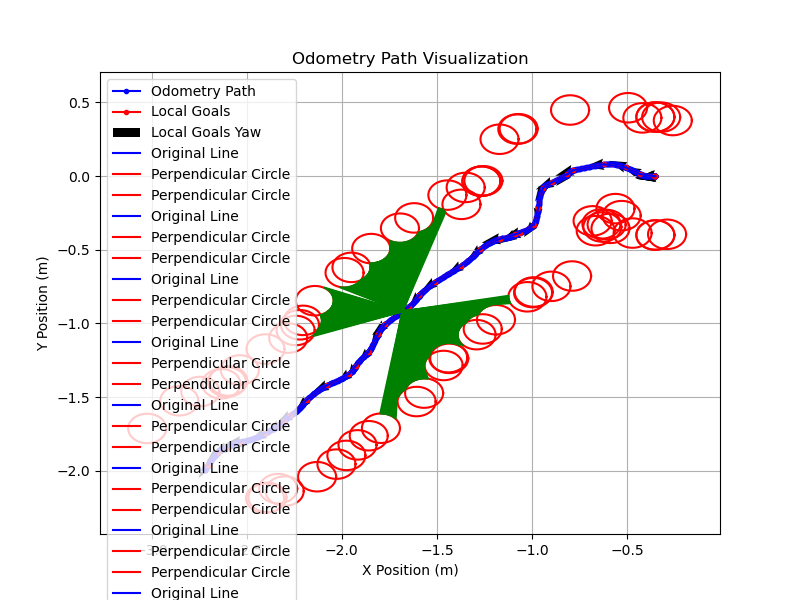 Odometry Path Visualization
Y Position (m)
0.5
0.0
−0.5
−1.0
−1.5
−2.0
Odometry Path
Local Goals
Local Goals Yaw
Original Line
Perpendicular Circle
Perpendicular Circle
Original Line
Perpendicular Circle
Perpendicular Circle
Original Line
Perpendicular Circle
Perpendicular Circle
Original Line
Perpendicular Circle
Perpendicular Circle
Original Line
Perpendicular Circle
Perpendicular Circle
Original Line
Perpendicular Circle
Perpendicular Circle
Original Line
Perpendicular Circle
Perpendicular Circle
Original Line
−2.0
−1.5
−1.0
−0.5
X Position (m)